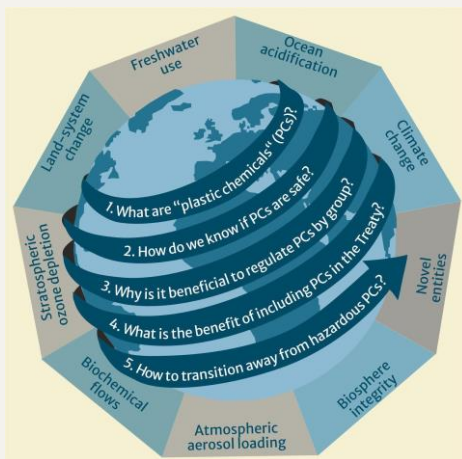 Freshwater
use
Ocean
acidification
Climate
change
Novel
entities
Biosphere
integrity
Atmospheric
aerosol loading
Biochemical
flows
Stratospheric
ozone depletion
Land-system
change
1. What are "plastic chemicals“ (PCs)?
2. How do we know if PCs are safe?
3. Why is it beneficial to regulate PCs by group?
4. What is the benefit of including PCs in the Treaty?
5. How to transition away from hazardous PCs?